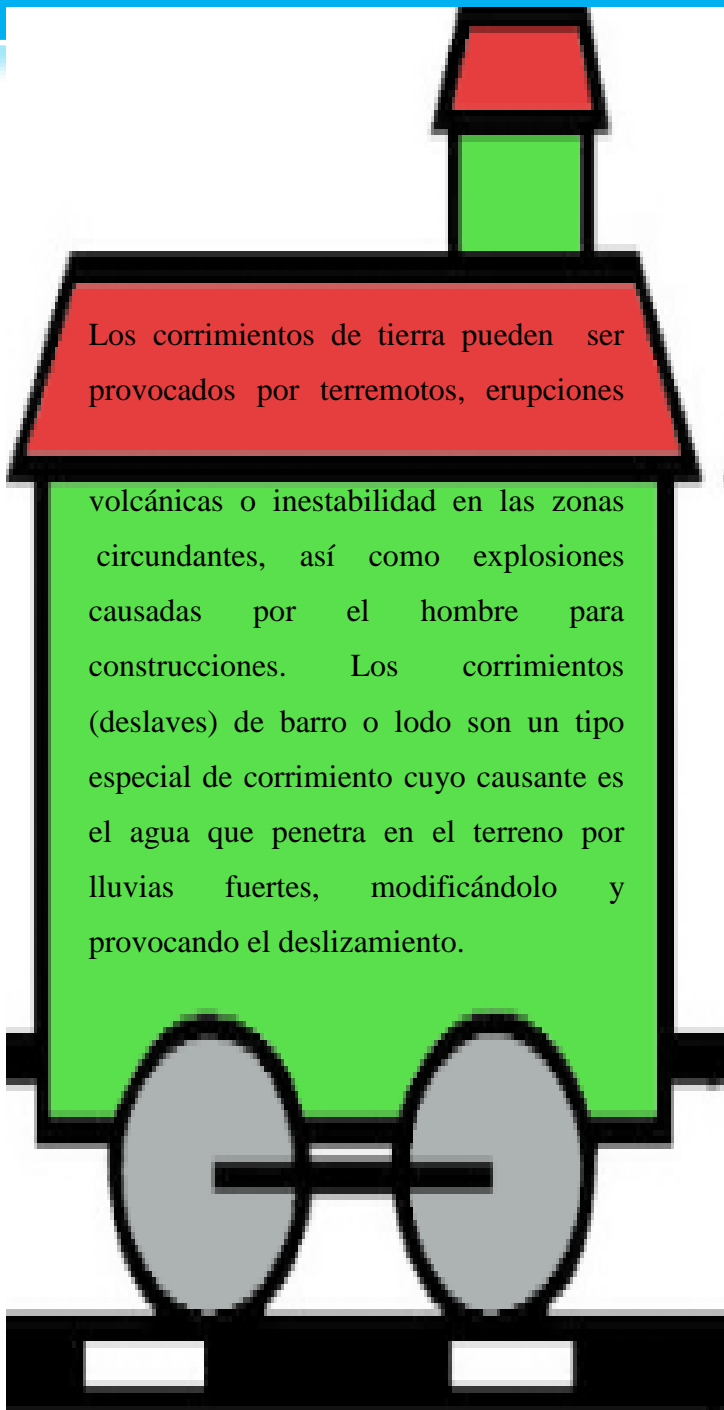 Los corrimientos de tierra pueden ser
provocados por terremotos, erupciones
volcánicas o inestabilidad en las zonas
circundantes, así como explosiones
causadas por el hombre para
construcciones. Los corrimientos
(deslaves) de barro o lodo son un tipo
especial de corrimiento cuyo causante es
el agua que penetra en el terreno por
lluvias fuertes, modificándolo y
provocando el deslizamiento.